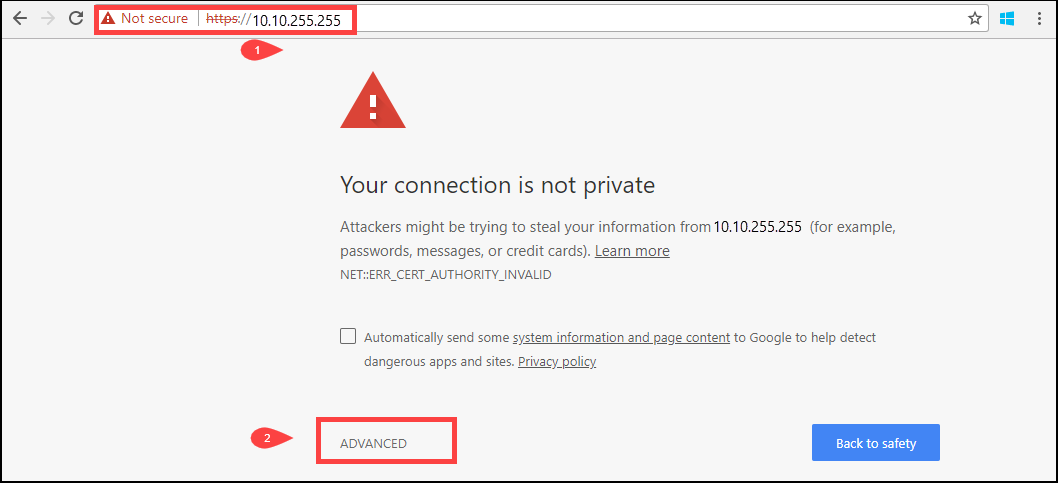 Not secure https://10.10.255.255
1
Your connection is not private
Attackers might be trying to steal your information from 10.10.255.255 (for example,
passwords, messages, or credit cards). Learn more
NET::ERR_CERT_AUTHORITY_INVALID
Automatically send some system information and page content to Google to help detect
dangerous apps and sites. Privacy policy
2
ADVANCED
Back to safety